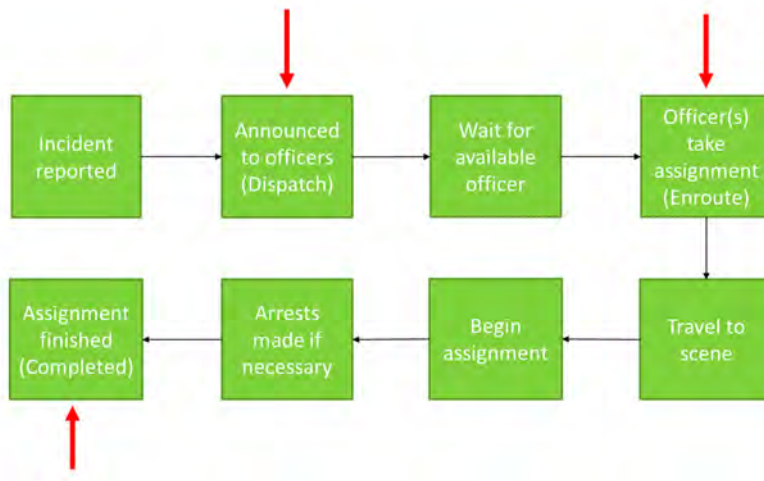 Incident
reported
Announced
to officers
(Dispatch)
Wait for
available
officer
Officer(s)
take
assignment
(Enroute)
Assignment
finished
(Completed)
Arrests
made if
necessary
Begin
assignment
Travel to
scene